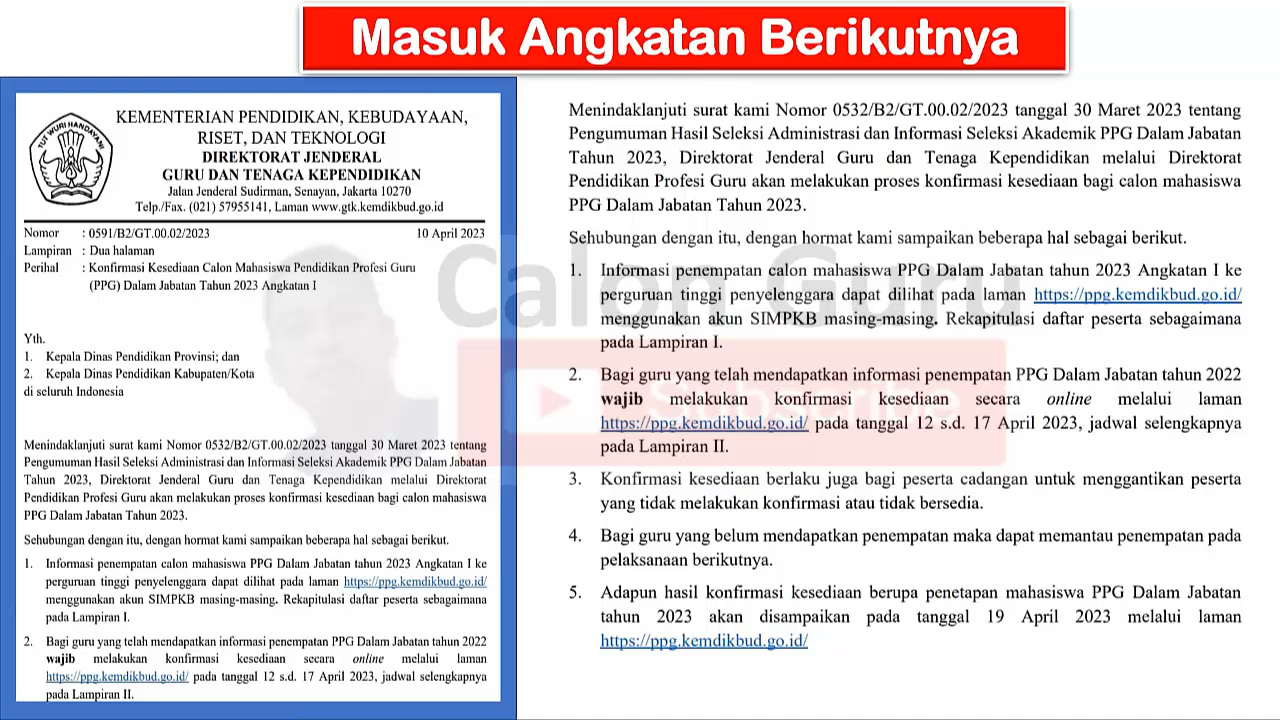 Masuk Angkatan Berikutnya
TUT WURI HANDAYANI
KEMENTERIAN PENDIDIKAN, KEBUDAYAAN,
RISET, DAN TEKNOLOGI
DIREKTORAT JENDERAL
GURU DAN TENAGA KEPENDIDIKAN
Jalan Jenderal Sudirman, Senayan, Jakarta 10270
Telp./Fax. (021) 57955141, Laman www.gtk.kemdikbud.go.id
Nomor : 0591/B2/GT.00.02/2023 10 April 2023
Lampiran : Dua halaman
Perihal : Konfirmasi Kesediaan Calon Mahasiswa Pendidikan Profesi Guru
(PPG) Dalam Jabatan Tahun 2023 Angkatan I
Yth.
1. Kepala Dinas Pendidikan Provinsi; dan
2. Kepala Dinas Pendidikan Kabupaten/Kota
di seluruh Indonesia
Menindaklanjuti surat kami Nomor 0532/B2/GT.00.02/2023 tanggal 30 Maret 2023 tentang
Pengumuman Hasil Seleksi Administrasi dan Informasi Seleksi Akademik PPG Dalam Jabatan
Tahun 2023, Direktorat Jenderal Guru dan Tenaga Kependidikan melalui Direktorat
Pendidikan Profesi Guru akan melakukan proses konfirmasi kesediaan bagi calon mahasiswa
PPG Dalam Jabatan Tahun 2023.
Sehubungan dengan itu, dengan hormat kami sampaikan beberapa hal sebagai berikut.
1. Informasi penempatan calon mahasiswa PPG Dalam Jabatan tahun 2023 Angkatan I ke
perguruan tinggi penyelenggara dapat dilihat pada laman https://ppg.kemdikbud.go.id/
menggunakan akun SIMPKB masing-masing. Rekapitulasi daftar peserta sebagaimana
pada Lampiran I.
2. Bagi guru yang telah mendapatkan informasi penempatan PPG Dalam Jabatan tahun 2022
wajib melakukan konfirmasi kesediaan secara online melalui laman
https://ppg.kemdikbud.go.id/ pada tanggal 12 s.d. 17 April 2023, jadwal selengkapnya
pada Lampiran II.
Menindaklanjuti surat kami Nomor 0532/B2/GT.00.02/2023 tanggal 30 Maret 2023 tentang
Pengumuman Hasil Seleksi Administrasi dan Informasi Seleksi Akademik PPG Dalam Jabatan
Tahun 2023, Direktorat Jenderal Guru dan Tenaga Kependidikan melalui Direktorat
Pendidikan Profesi Guru akan melakukan proses konfirmasi kesediaan bagi calon mahasiswa
PPG Dalam Jabatan Tahun 2023.
Sehubungan dengan itu, dengan hormat kami sampaikan beberapa hal sebagai berikut.
1. Informasi penempatan calon mahasiswa PPG Dalam Jabatan tahun 2023 Angkatan I ke
perguruan tinggi penyelenggara dapat dilihat pada laman https://ppg.kemdikbud.go.id/
menggunakan akun SIMPKB masing-masing. Rekapitulasi daftar peserta sebagaimana
pada Lampiran I.
2. Bagi guru yang telah mendapatkan informasi penempatan PPG Dalam Jabatan tahun 2022
wajib melakukan konfirmasi kesediaan secara online melalui laman
https://ppg.kemdikbud.go.id/ pada tanggal 12 s.d. 17 April 2023, jadwal selengkapnya
pada Lampiran II.
3. Konfirmasi kesediaan berlaku juga bagi peserta cadangan untuk menggantikan peserta
yang tidak melakukan konfirmasi atau tidak bersedia.
4. Bagi guru yang belum mendapatkan penempatan maka dapat memantau penempatan pada
pelaksanaan berikutnya.
5. Adapun hasil konfirmasi kesediaan berupa penetapan mahasiswa PPG Dalam Jabatan
tahun 2023 akan disampaikan pada tanggal 19 April 2023 melalui laman
https://ppg.kemdikbud.go.id/
Calon Guru
Subscribe